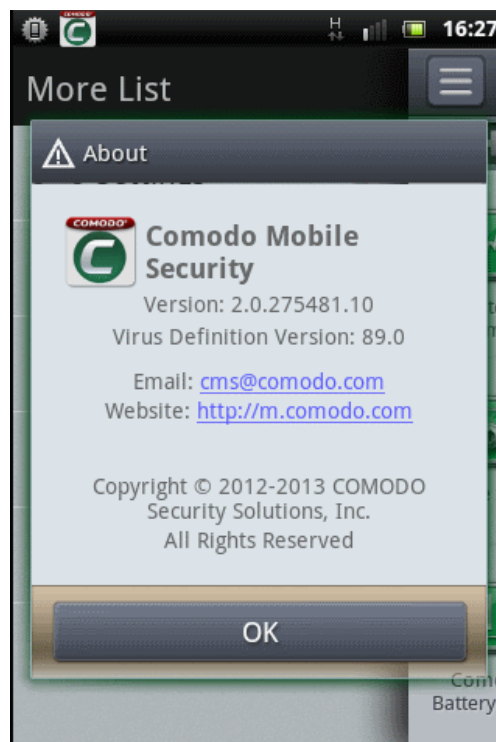 COMODO
H
16:27
More List
About
COMODO
Comodo Mobile
Security
Version: 2.0.275481.10
Virus Definition Version: 89.0
Email: cms@comodo.com
Website: http://m.comodo.com
Copyright © 2012-2013 COMODO
Security Solutions, Inc.
All Rights Reserved
OK
Battery